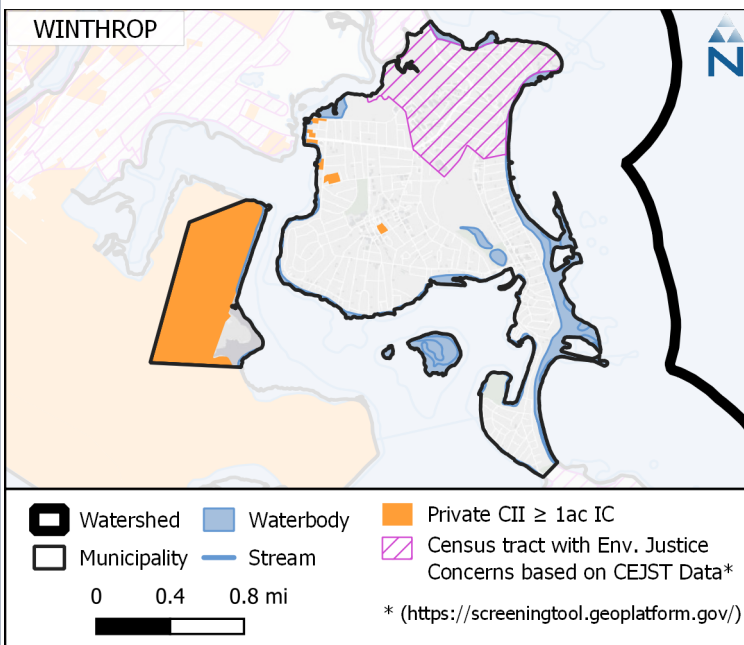 WINTHROP
N
Watershed
Waterbody
Private CII ≥ 1ac IC
Municipality
Stream
Census tract with Env. Justice
Concerns based on CEJST Data*
0 0.4 0.8 mi
* (https://screeningtool.geoplatform.gov/)